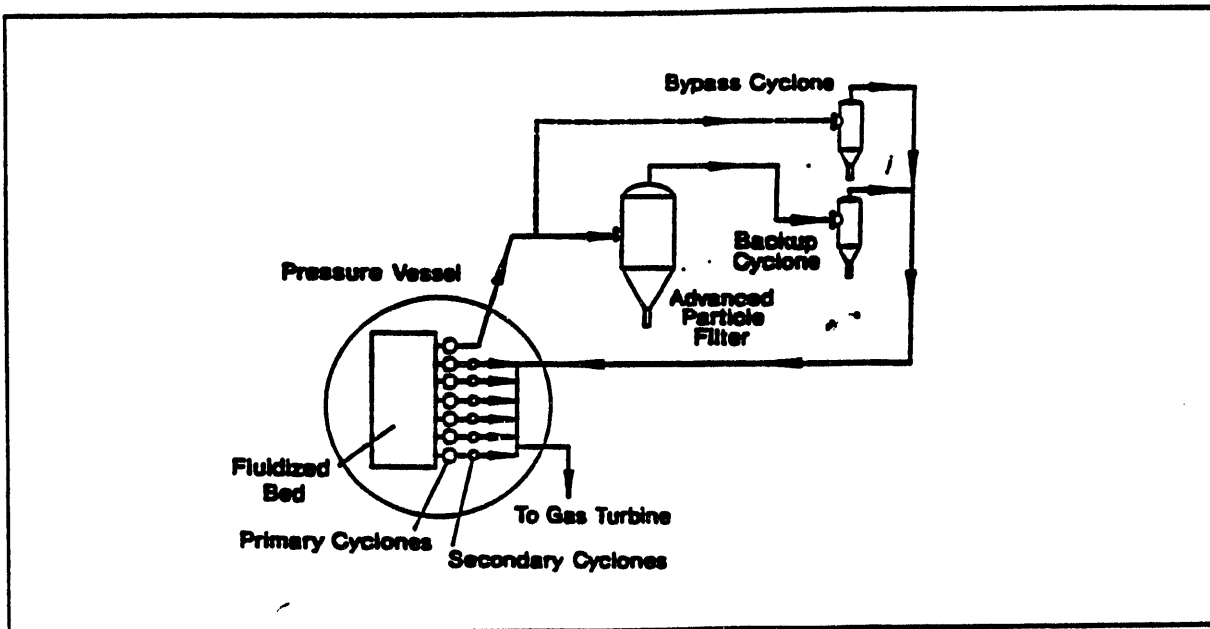 Bypass Cyclone
Backup
Cyclone
Pressure Vessel
Advanced
Particle
Filter
Fluidized
Bed
To Gas Turbine
Primary Cyclones
Secondary Cyclones